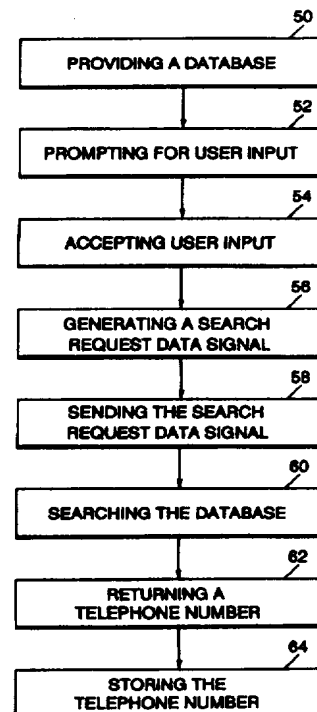 50
PROVIDING A DATABASE
52
PROMPTING FOR USER INPUT
54
ACCEPTING USER INPUT
56
GENERATING A SEARCH
REQUEST DATA SIGNAL
58
SENDING THE SEARCH
REQUEST DATA SIGNAL
60
SEARCHING THE DATABASE
62
RETURNING A
TELEPHONE NUMBER
64
STORING THE
TELEPHONE NUMBER